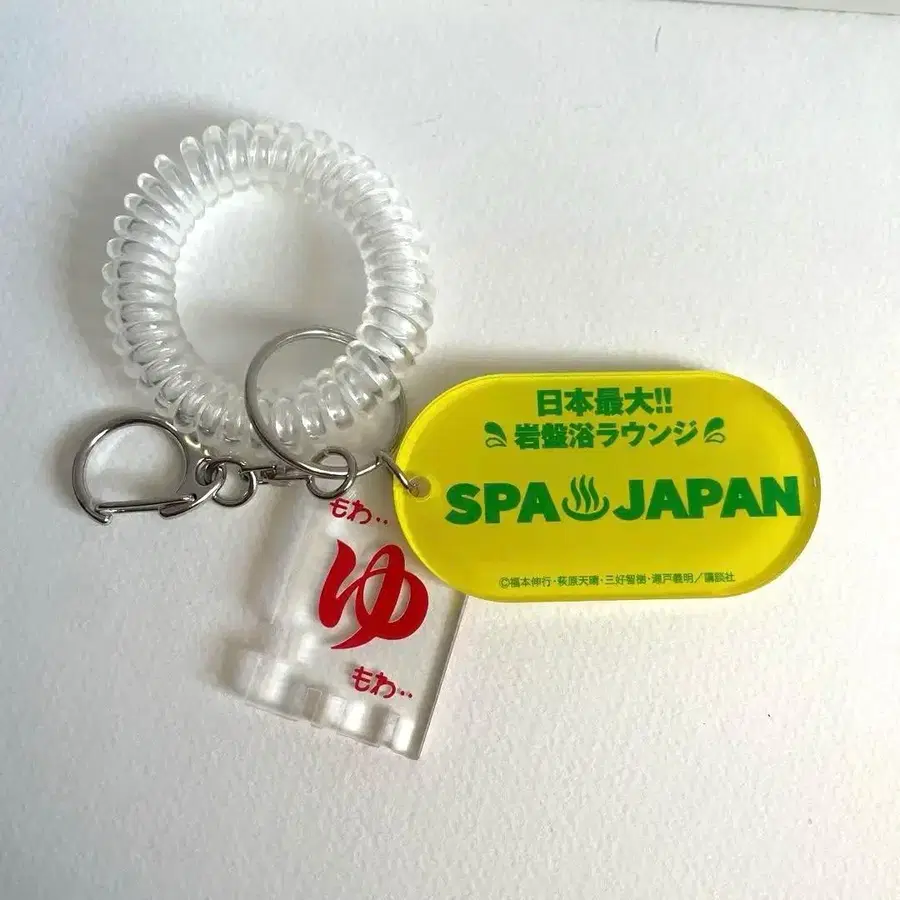 日本最大!!
岩盤浴ラウンジ
SPA♨JAPAN
©福本伸行・萩原天晴・三好智樹・瀬戸義明/講談社
もわ‥
ゆ
もわ‥